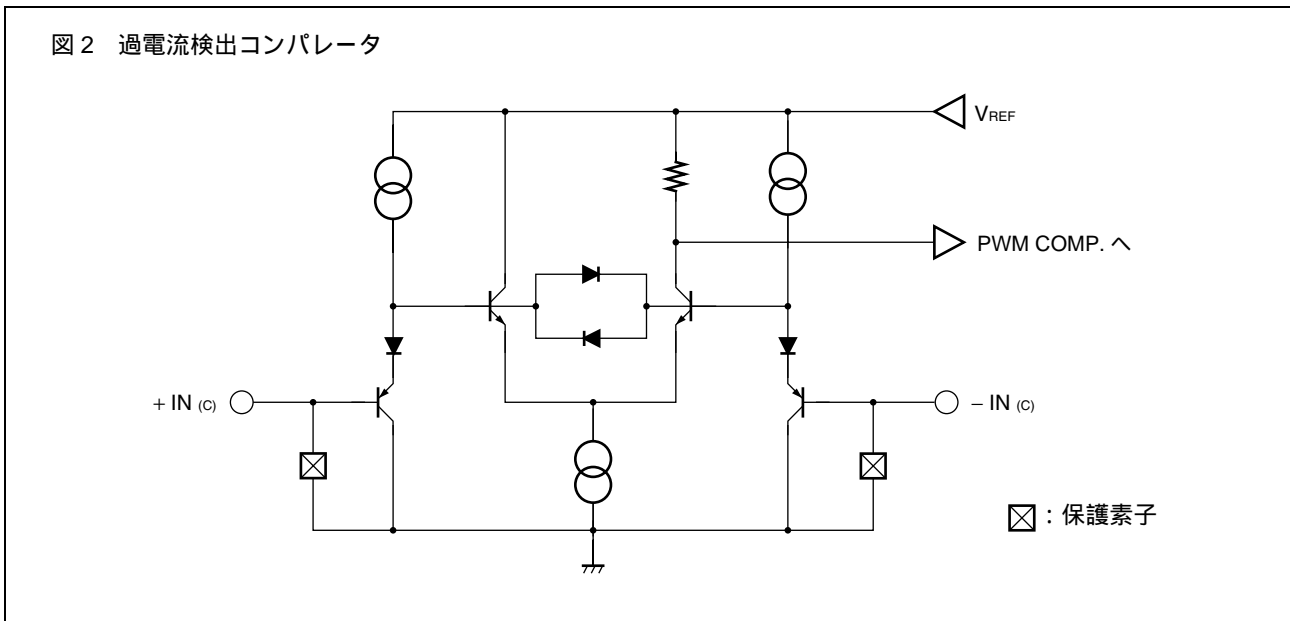 図 2 過電流検出コンパレータ
VREF
PWM COMP. へ
+ IN (C)
− IN (C)
：保護素子